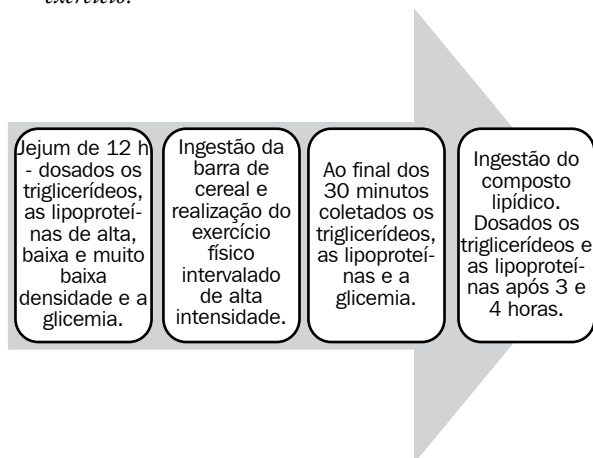 exercício.
Jejum de 12 h
- dosados os
triglicerídeos,
as lipoproteí-
nas de alta,
baixa e muito
baixa
densidade e a
glicemia.
Ingestão da
barra de
cereal e
realização do
exercício
físico
intervalado
de alta
intensidade.
Ao final dos
30 minutos
coletados os
triglicerídeos,
as lipoproteí-
nas e a
glicemia.
Ingestão do
composto
lipídico.
Dosados os
triglicerídeos e
as lipoproteí-
nas após 3 e
4 horas.